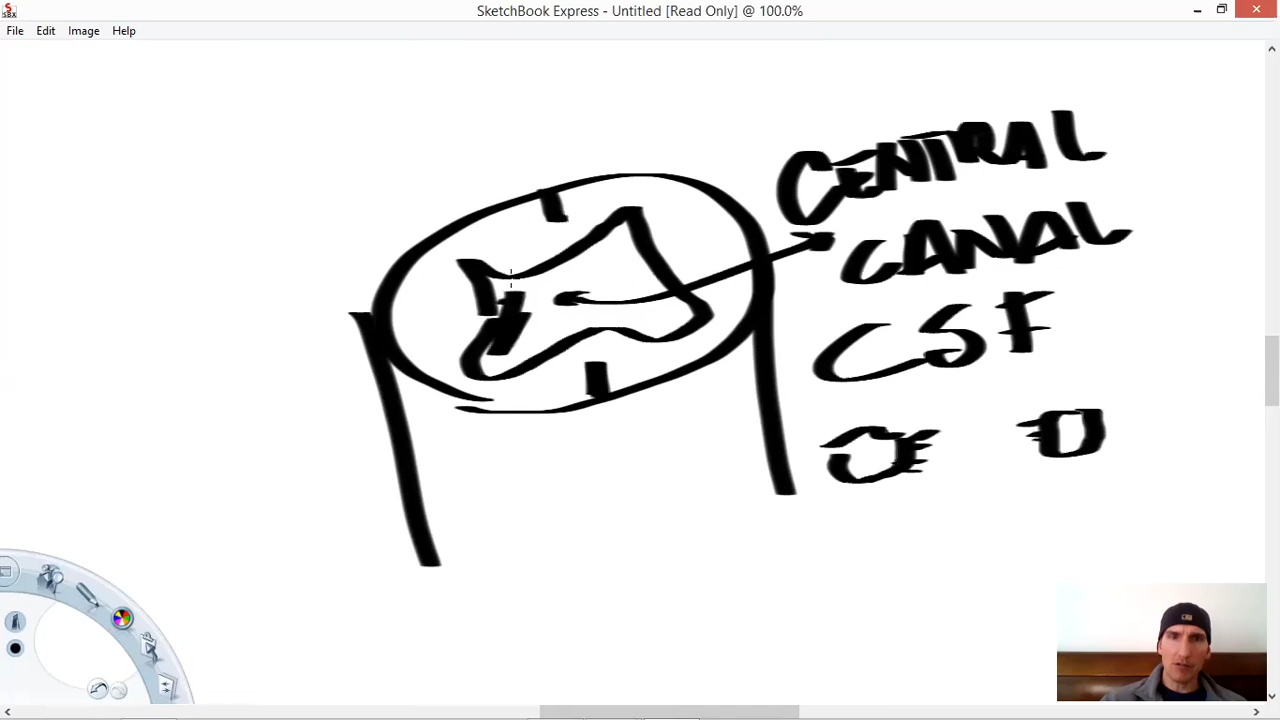 SketchBook Express - Untitled [Read Only] @ 100.0%
File Edit Image Help
CENTRAL
CANAL
CSF